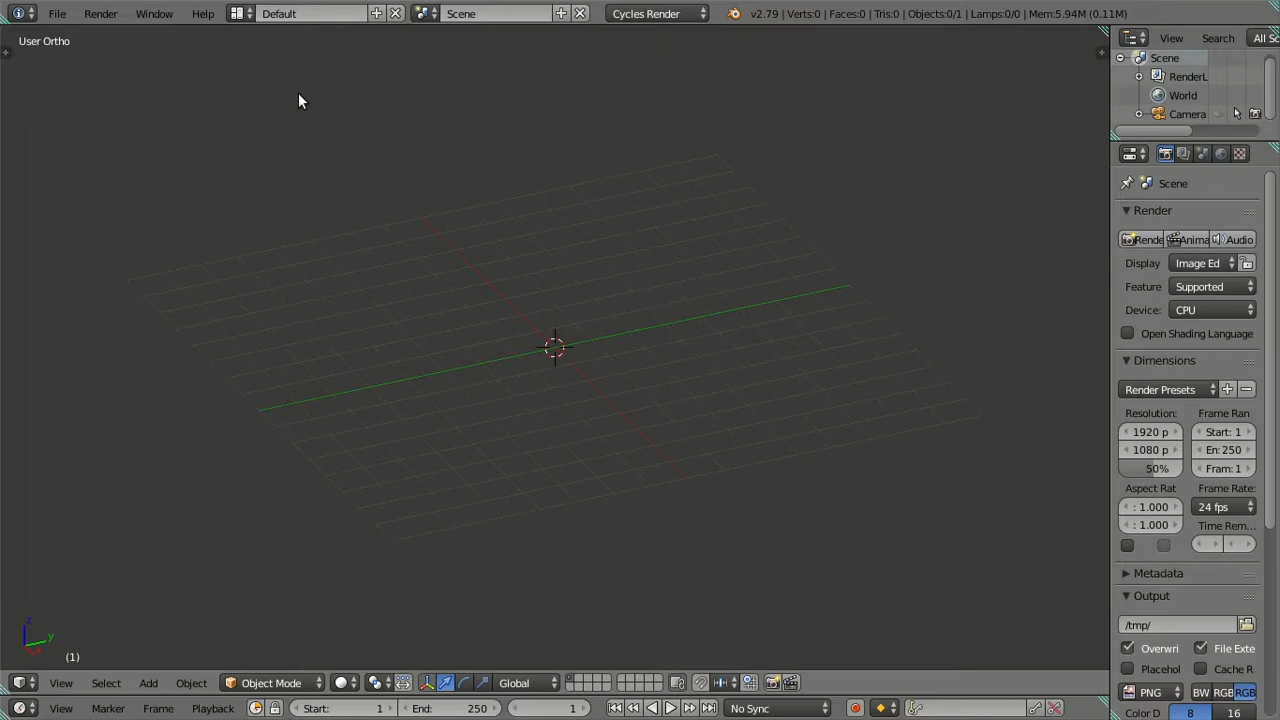 File Render Window Help Default Scene Cycles Render v2.79 | Verts:0 | Faces:0 | Tris:0 | Objects:0/1 | Lamps:0/0 | Mem:5.94M (0.11M)
User Ortho
View Search All Sc
Scene
RenderL
World
Camera
Scene
Render
Rende Anima Audio
Display Image Ed
Feature Supported
Device: CPU
Open Shading Language
Dimensions
Render Presets
Resolution: Frame Ran
1920 p Start: 1
1080 p En: 250
50% Fram: 1
Aspect Rat Frame Rate:
: 1.000 24 fps
: 1.000 Time Rem...
Metadata
Output
/tmp/
Overwri File Exte
Placehol Cache R
PNG BW RGB RGB
Color D 8 16
z
y
(1)
View Select Add Object Object Mode Global
View Marker Frame Playback Start: 1 End: 250 1 No Sync